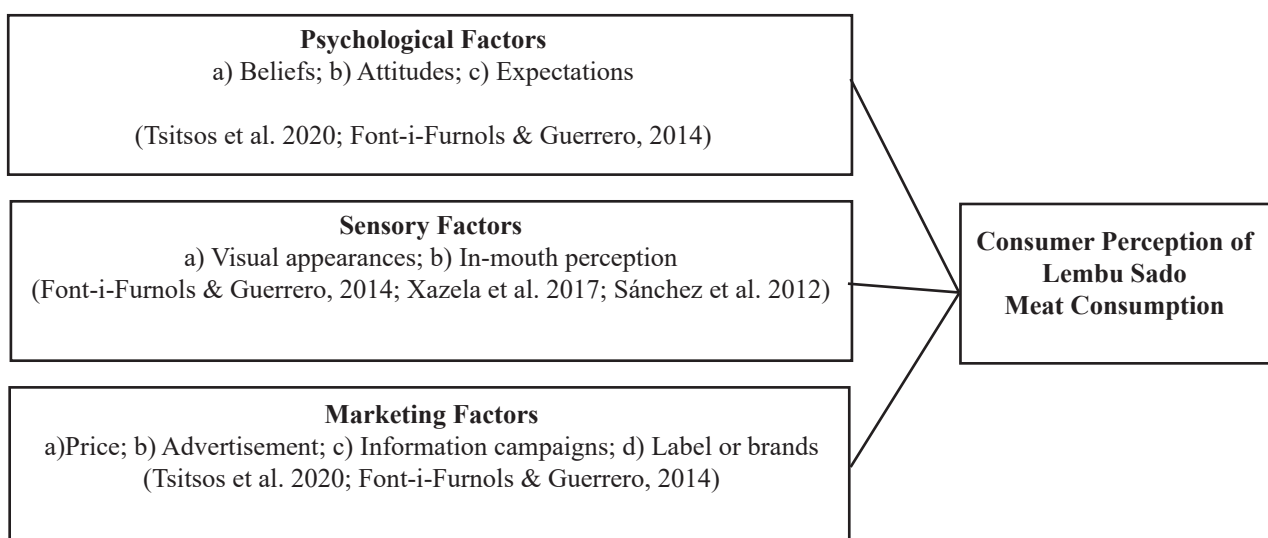 Psychological Factors
a) Beliefs; b) Attitudes; c) Expectations
(Tsitsos et al. 2020; Font-i-Furnols & Guerrero, 2014)
Sensory Factors
a) Visual appearances; b) In-mouth perception
(Font-i-Furnols & Guerrero, 2014; Xazela et al. 2017; Sánchez et al. 2012)
Marketing Factors
a)Price; b) Advertisement; c) Information campaigns; d) Label or brands
(Tsitsos et al. 2020; Font-i-Furnols & Guerrero, 2014)
Consumer Perception of
Lembu Sado
Meat Consumption